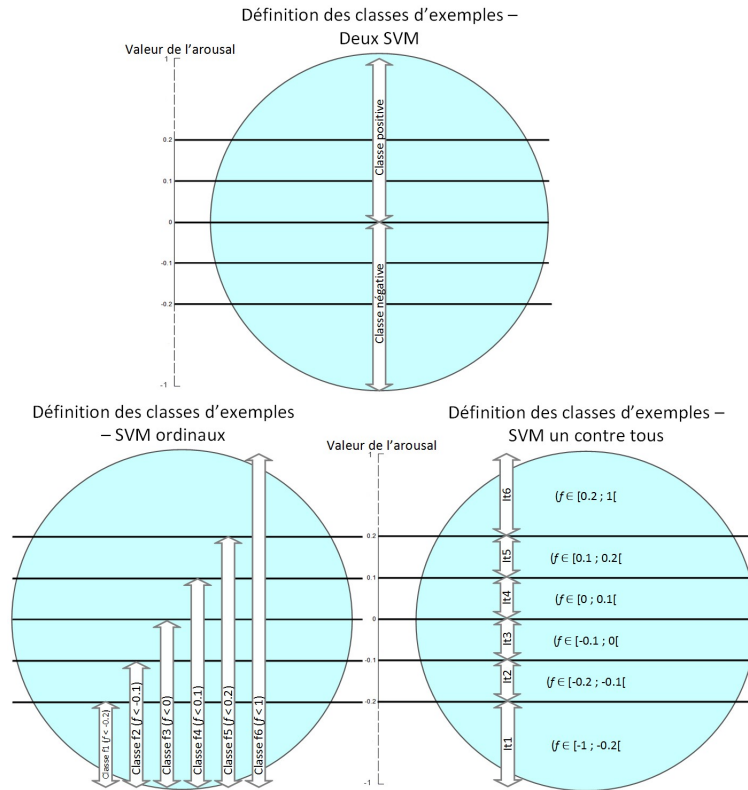 Définition des classes d'exemples –
Deux SVM
Valeur de l'arousal
1
0.2
0.1
0
-0.1
-0.2
-1
Classe positive
Classe négative
Définition des classes d'exemples
– SVM ordinaux
Classe f1 (f < -0.2)
Classe f2 (f < -0.1)
Classe f3 (f < 0)
Classe f4 (f < 0.1)
Classe f5 (f < 0.2)
Classe f6 (f < 1)
Définition des classes d'exemples –
SVM un contre tous
Valeur de l'arousal
1
0.2
0.1
0
-0.1
-0.2
-1
It6 (f ∈ [0.2 ; 1[
It5 (f ∈ [0.1 ; 0.2[
It4 (f ∈ [0 ; 0.1[
It3 (f ∈ [-0.1 ; 0[
It2 (f ∈ [-0.2 ; -0.1[
It1 (f ∈ [-1 ; -0.2[